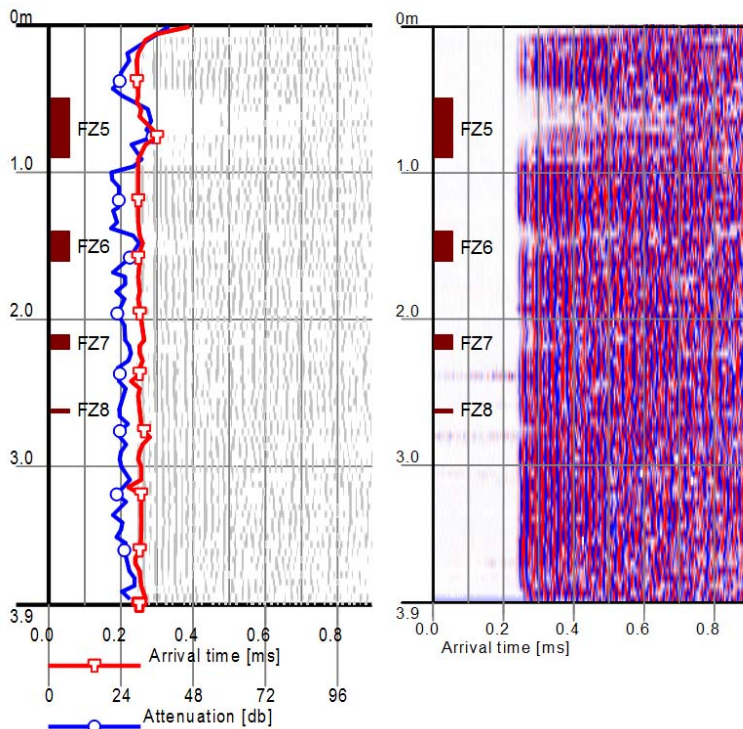 0m
FZ5
1.0
FZ6
2.0
FZ7
FZ8
3.0
3.9
0.0 0.2 0.4 0.6 0.8
Arrival time [ms]
0 24 48 72 96
Attenuation [db]
0m
FZ5
1.0
FZ6
2.0
FZ7
FZ8
3.0
3.9
0.0 0.2 0.4 0.6 0.8
Arrival time [ms]